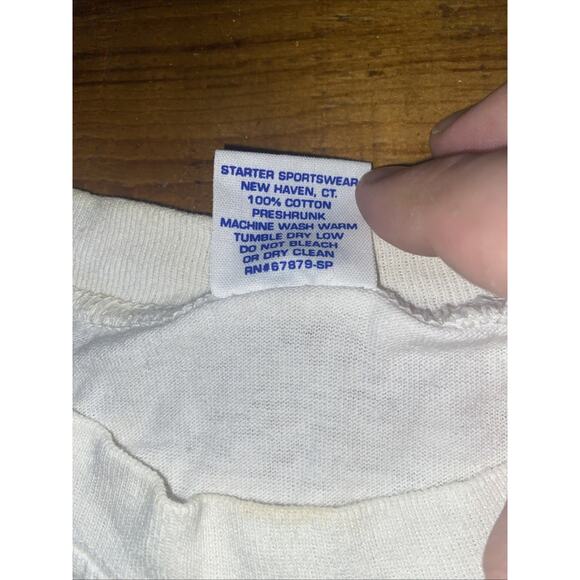 STARTER SPORTSWEAR
NEW HAVEN, CT.
100% COTTON
PRESHRUNK
MACHINE WASH WARM
TUMBLE DRY LOW
DO NOT BLEACH
OR DRY CLEAN
RN#67879-SP